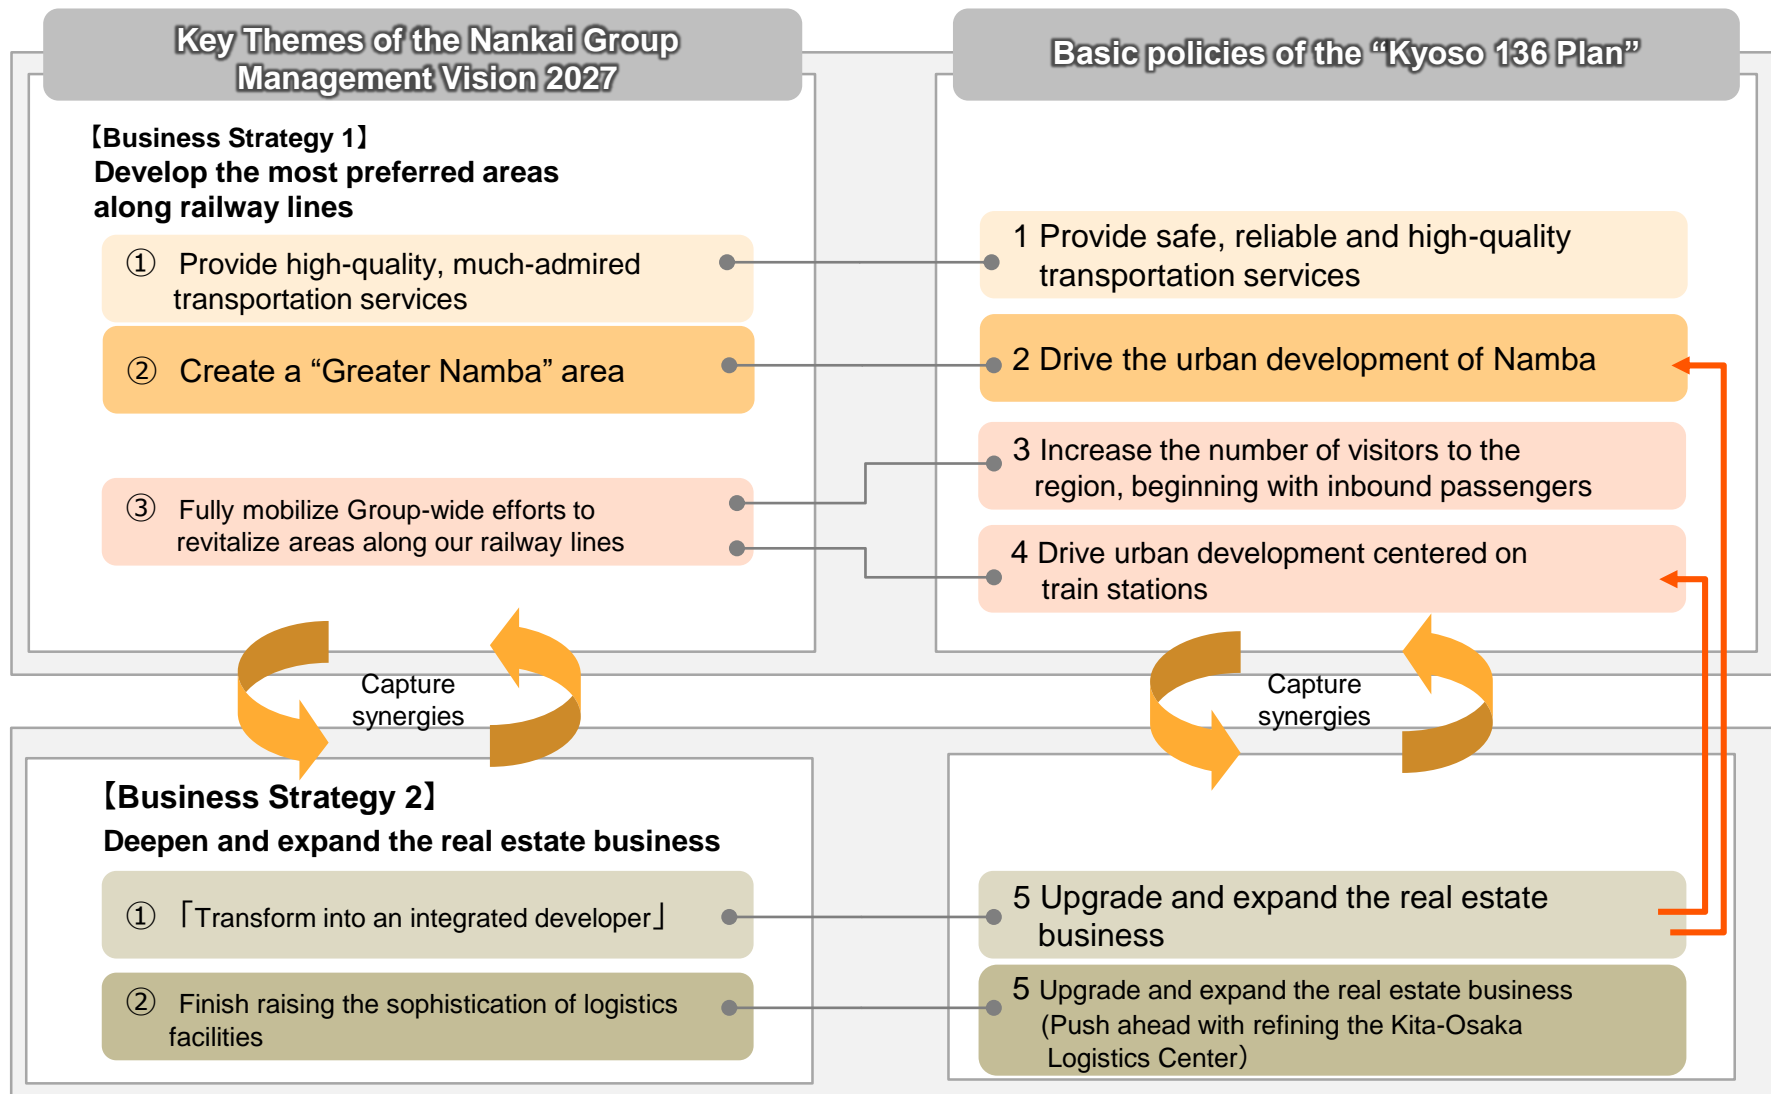 Key Themes of the Nankai Group
Management Vision 2027
Basic policies of the “Kyoso 136 Plan”
【Business Strategy 1】
Develop the most preferred areas
along railway lines
① Provide high-quality, much-admired
transportation services
1 Provide safe, reliable and high-quality
transportation services
② Create a “Greater Namba” area
2 Drive the urban development of Namba
③ Fully mobilize Group-wide efforts to
revitalize areas along our railway lines
3 Increase the number of visitors to the
region, beginning with inbound passengers
4 Drive urban development centered on
train stations
Capture
synergies
Capture
synergies
【Business Strategy 2】
Deepen and expand the real estate business
① 「Transform into an integrated developer」
5 Upgrade and expand the real estate
business
② Finish raising the sophistication of logistics
facilities
5 Upgrade and expand the real estate business
(Push ahead with refining the Kita-Osaka
Logistics Center）